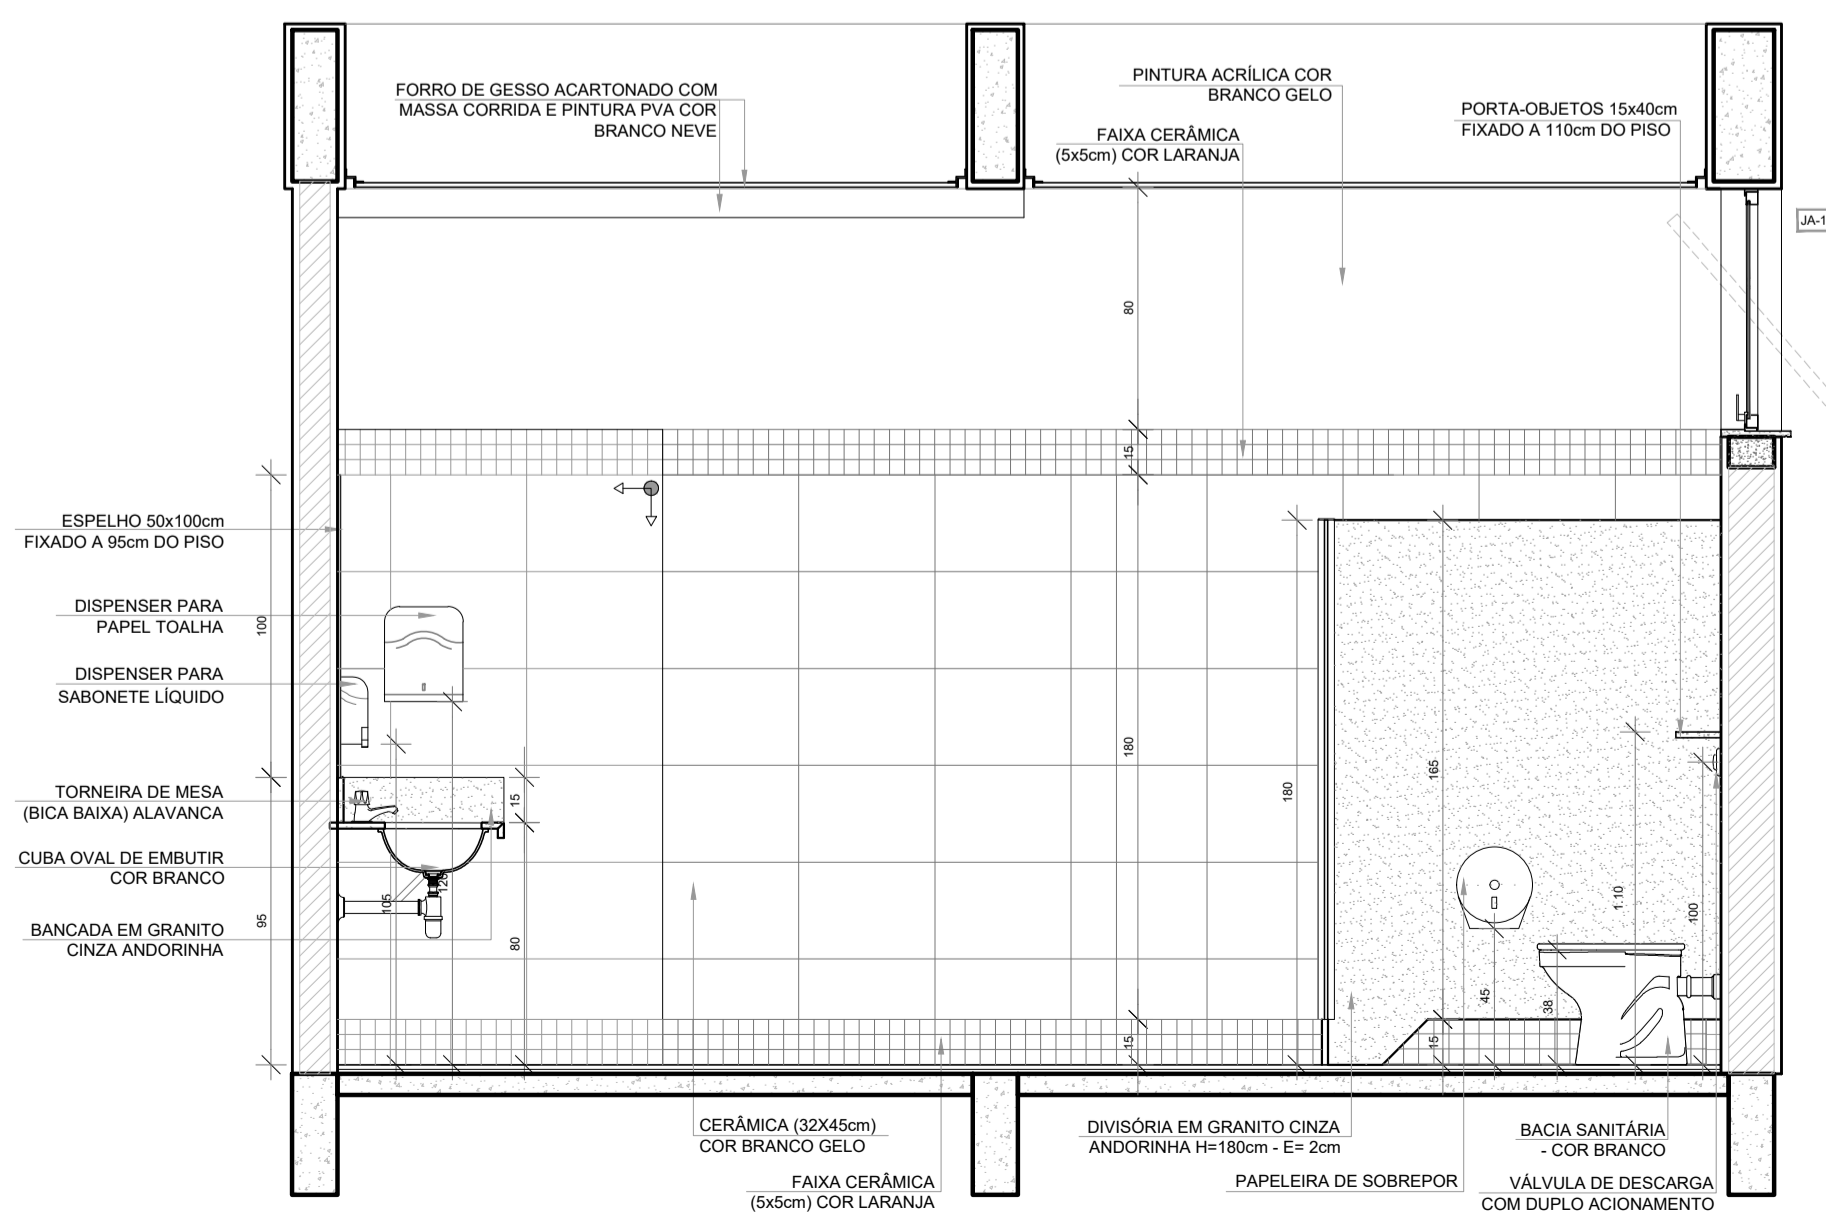 FORRO DE GESSO ACARTONADO COM
MASSA CORRIDA E PINTURA PVA COR
BRANCO NEVE
PINTURA ACRÍLICA COR
BRANCO GELO
FAIXA CERÂMICA
(5x5cm) COR LARANJA
PORTA-OBJETOS 15x40cm
FIXADO A 110cm DO PISO
JA-1
80
15
ESPELHO 50x100cm
FIXADO A 95cm DO PISO
DISPENSER PARA
PAPEL TOALHA
100
DISPENSER PARA
SABONETE LÍQUIDO
180
165
180
TORNEIRA DE MESA
(BICA BAIXA) ALAVANCA
15
CUBA OVAL DE EMBUTIR
COR BRANCO
120
105
1.10
100
BANCADA EM GRANITO
CINZA ANDORINHA
95
80
45
38
15
15
CERÂMICA (32X45cm)
COR BRANCO GELO
FAIXA CERÂMICA
(5x5cm) COR LARANJA
DIVISÓRIA EM GRANITO CINZA
ANDORINHA H=180cm - E= 2cm
PAPELEIRA DE SOBREPOR
BACIA SANITÁRIA
- COR BRANCO
VÁLVULA DE DESCARGA
COM DUPLO ACIONAMENTO